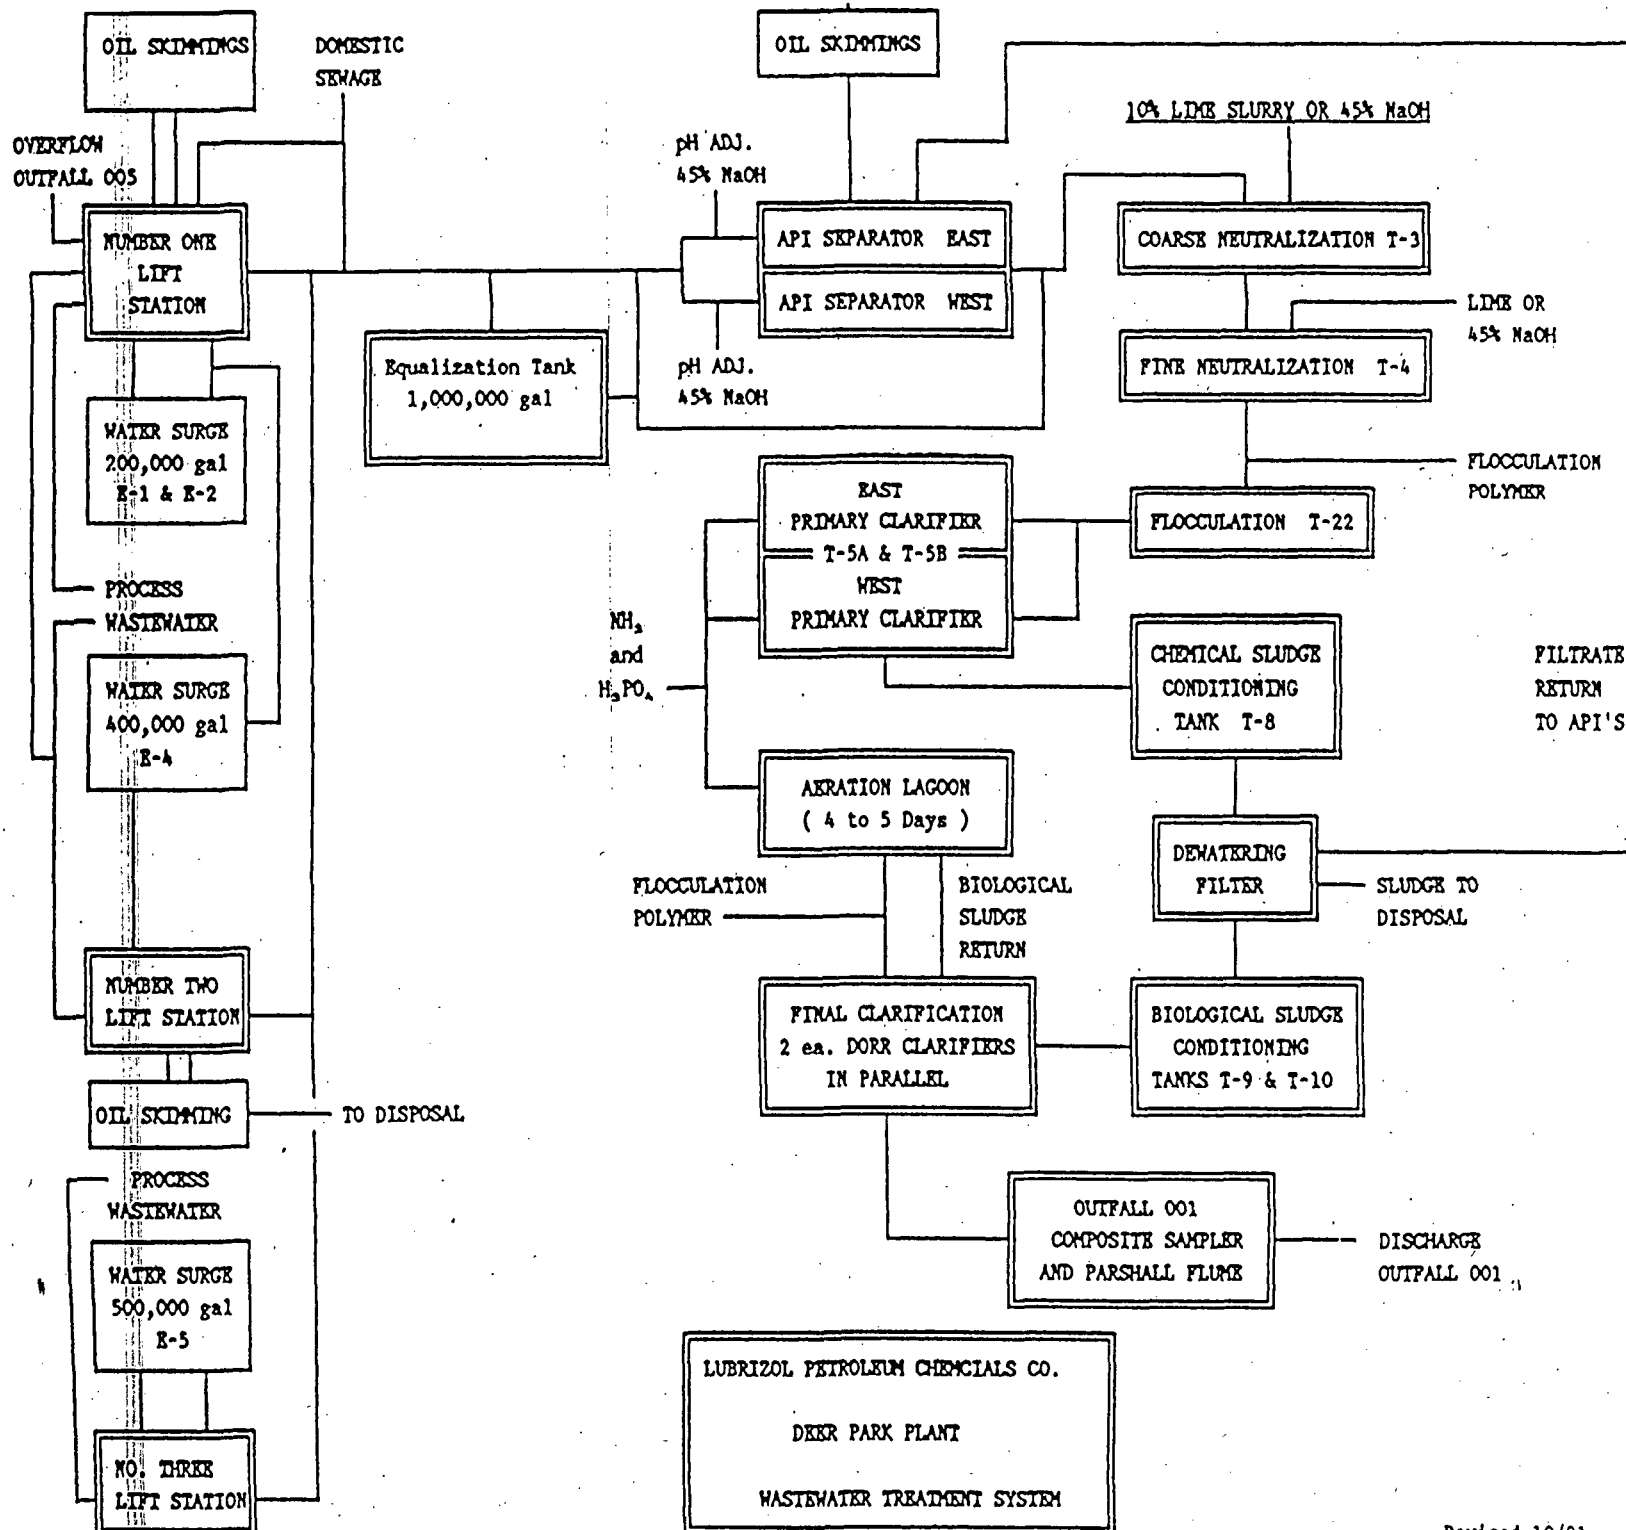 OIL SKIMMINGS
DOMESTIC
SEWAGE
OVERFLOW
OUTFALL 005
NUMBER ONE
LIFT
STATION
WATER SURGE
200,000 gal
E-1 & E-2
PROCESS
WASTEWATER
WATER SURGE
400,000 gal
E-4
NUMBER TWO
LIFT STATION
OIL SKIMMING
TO DISPOSAL
PROCESS
WASTEWATER
WATER SURGE
500,000 gal
E-5
NO. THREE
LIFT STATION
Equalization Tank
1,000,000 gal
OIL SKIMMINGS
pH ADJ.
45% NaOH
API SEPARATOR EAST
API SEPARATOR WEST
pH ADJ.
45% NaOH
10% LIME SLURRY OR 45% NaOH
COARSE NEUTRALIZATION T-3
LIME OR
45% NaOH
FINE NEUTRALIZATION T-4
FLOCCULATION
POLYMER
FLOCCULATION T-22
EAST
PRIMARY CLARIFIER
T-5A & T-5B
WEST
PRIMARY CLARIFIER
NH₃
and
H₃PO₄
CHEMICAL SLUDGE
CONDITIONING
TANK T-8
FILTRATE
RETURN
TO API'S
AERATION LAGOON
( 4 to 5 Days )
DEWATERING
FILTER
SLUDGE TO
DISPOSAL
FLOCCULATION
POLYMER
BIOLOGICAL
SLUDGE
RETURN
FINAL CLARIFICATION
2 ea. DORR CLARIFIERS
IN PARALLEL
BIOLOGICAL SLUDGE
CONDITIONING
TANKS T-9 & T-10
OUTFALL 001
COMPOSITE SAMPLER
AND PARSHALL FLUME
DISCHARGE
OUTFALL 001
LUBRIZOL PETROLEUM CHEMCIALS CO.
DEER PARK PLANT
WASTEWATER TREATMENT SYSTEM